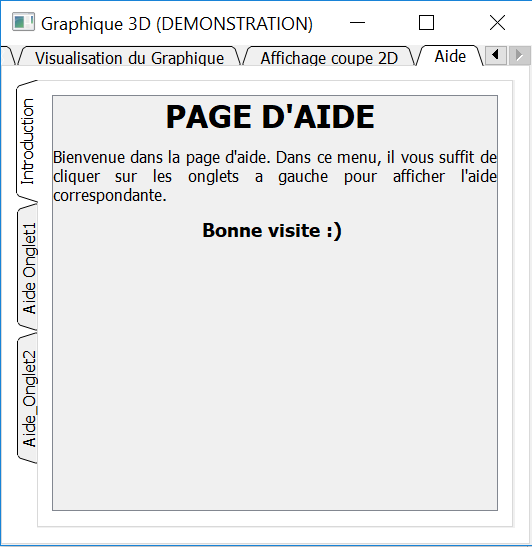 Graphique 3D (DEMONSTRATION)
Visualisation du Graphique
Affichage coupe 2D
Aide
Introduction
Aide Onglet1
Aide_Onglet2
PAGE D'AIDE
Bienvenue dans la page d'aide. Dans ce menu, il vous suffit de
cliquer sur les onglets a gauche pour afficher l'aide
correspondante.
Bonne visite :)